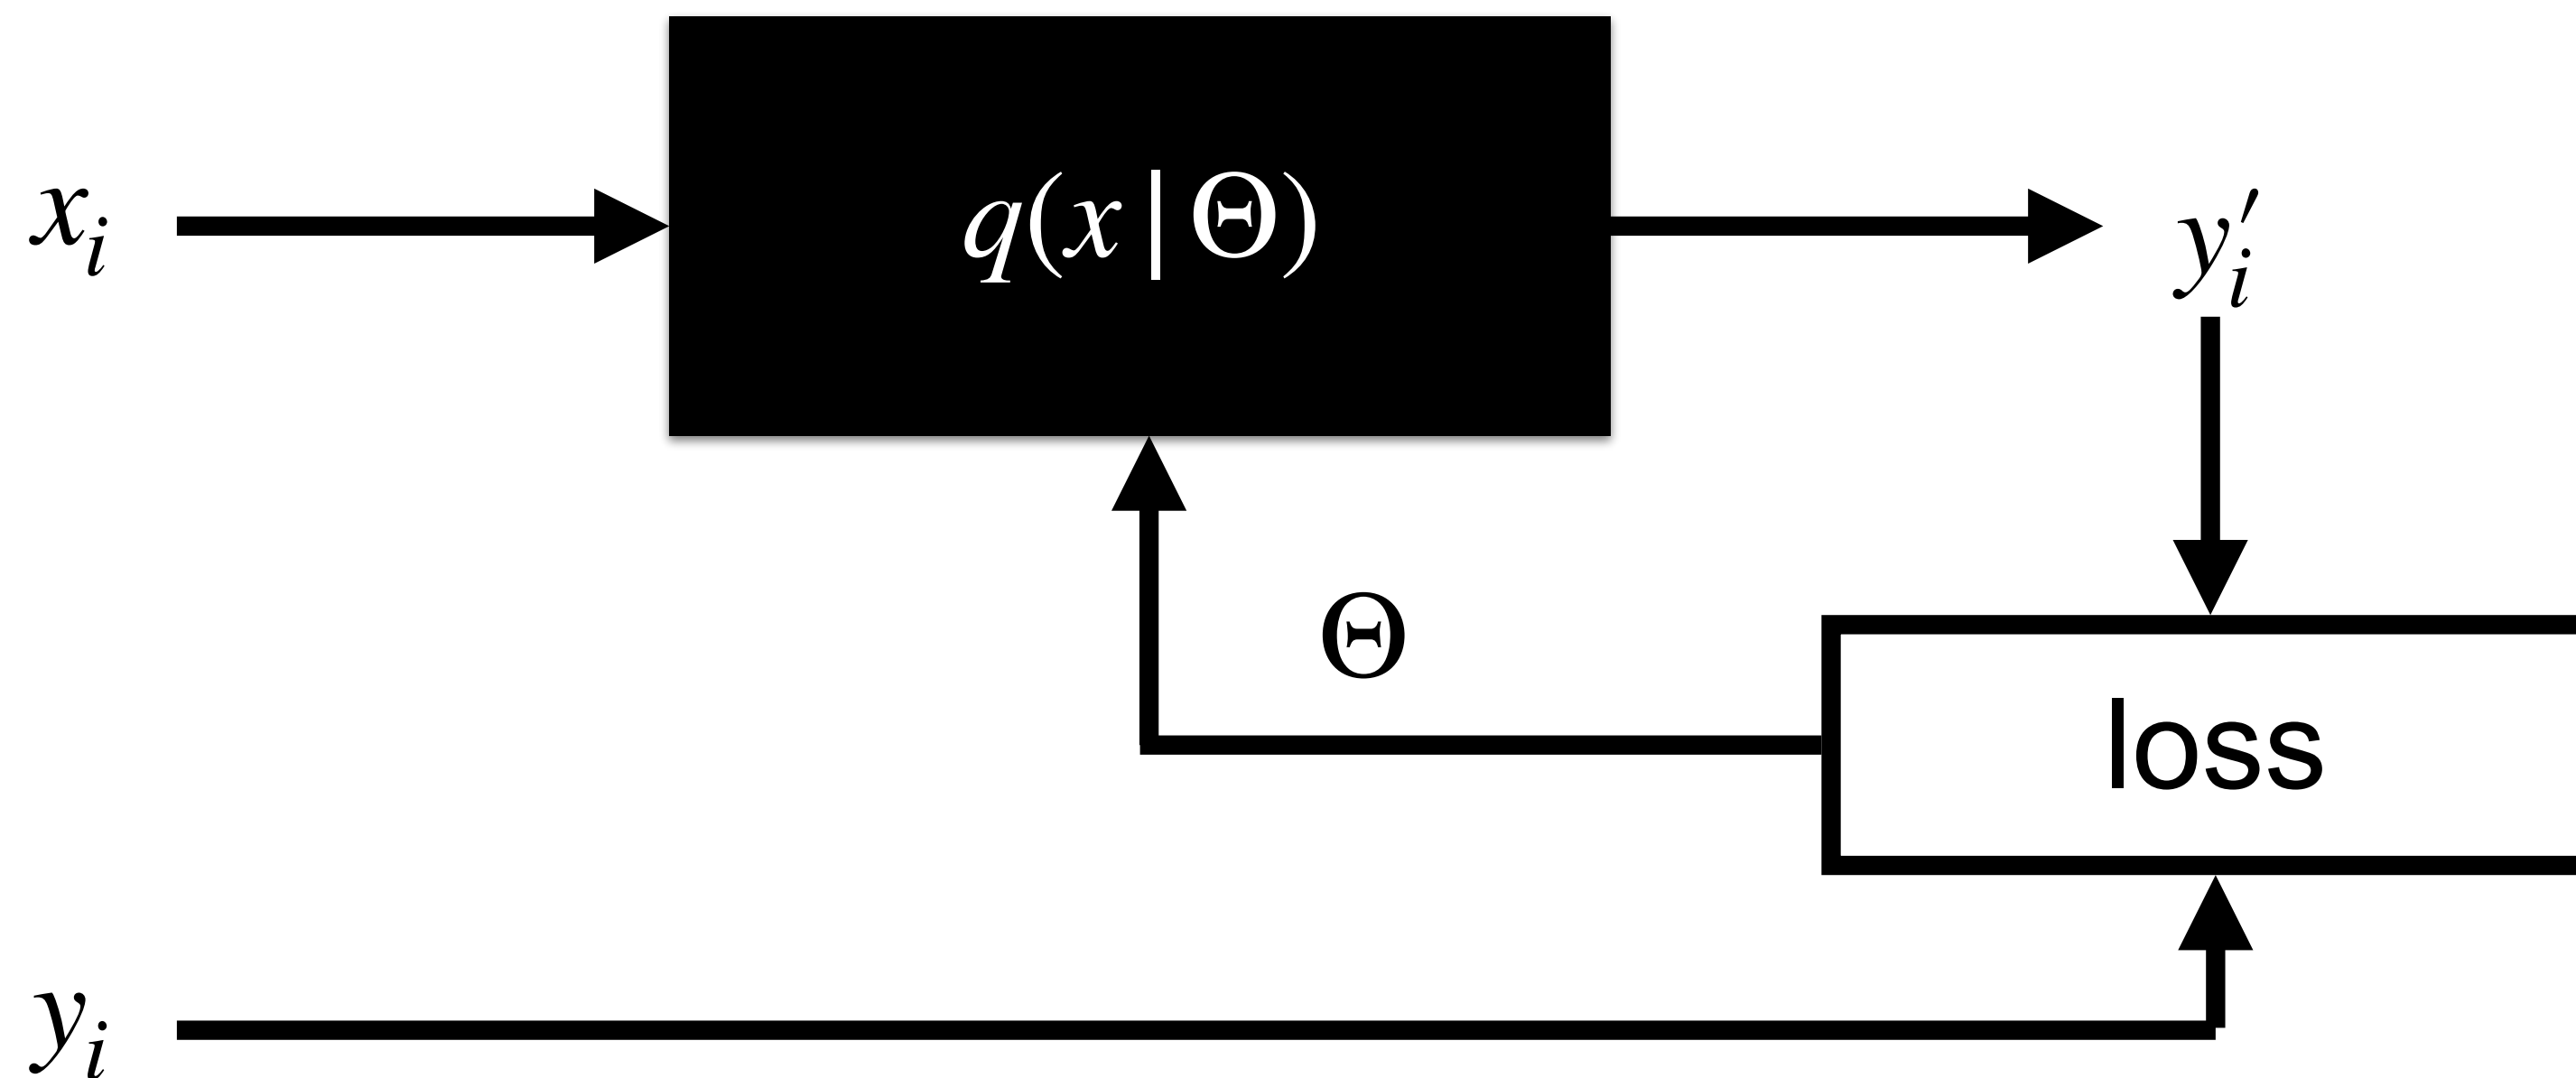 x_i
q(x | Θ)
y′_i
Θ
loss
y_i